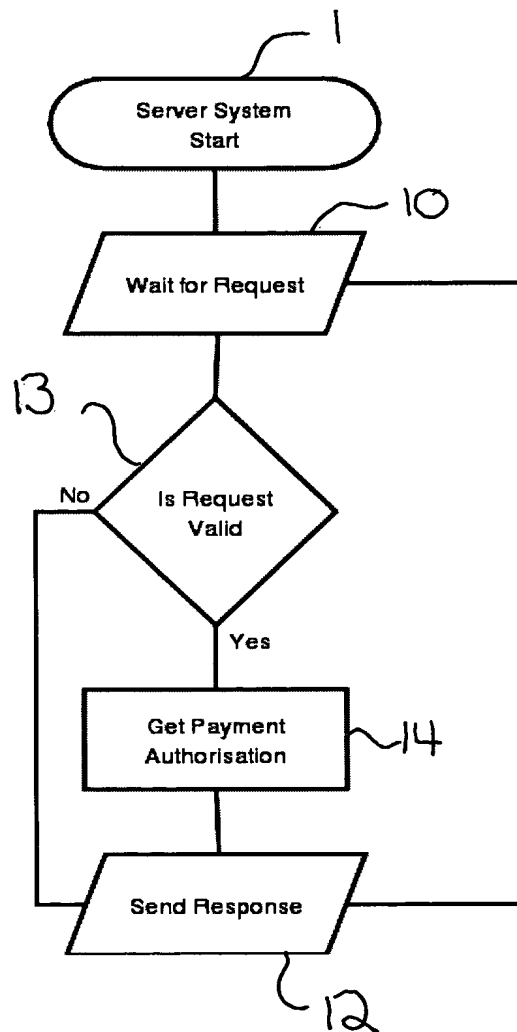 1
Server System
Start
10
Wait for Request
13
Is Request
Valid
No
Yes
Get Payment
Authorisation
14
Send Response
12